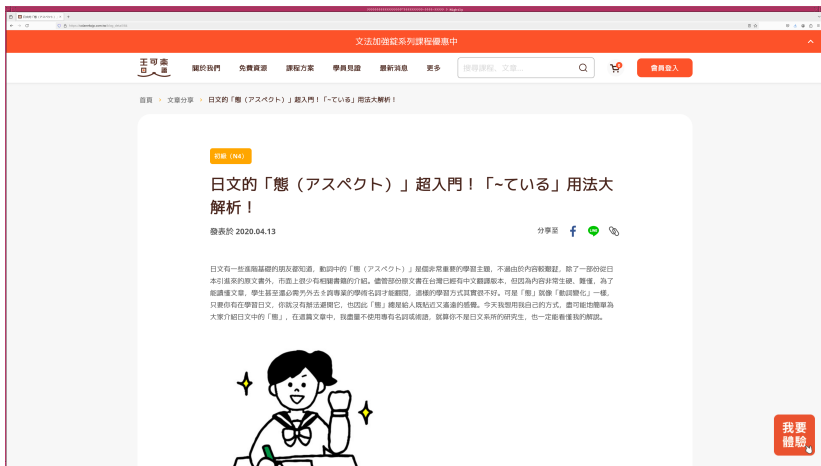 文法加強錠系列課程優惠中
王可樂日語
關於我們 免費資源 課程方案 學員見證 最新消息 更多 搜尋課程、文章... 會員登入
首頁 > 文章分享 > 日文的「態（アスペクト）」超入門！「~ている」用法大解析！
初級（N4）
日文的「態（アスペクト）」超入門！「~ている」用法大
解析！
發表於 2020.04.13
分享至
LINE
日文有一些進階基礎的朋友都知道，動詞中的「態（アスペクト）」是個非常重要的學習主題，不過由於內容較艱難，除了一部份從日
本引進來的原文書外，市面上很少有相關書籍的介紹。儘管部份原文書在台灣已經有中文翻譯版本，但因為內容非常生硬、難懂，為了
能讀懂文章，學生甚至還必需另外去查詢專業的學術名詞才能翻閱，這樣的學習方式其實很不好。可是「態」就像「動詞變化」一樣，
只要你有在學習日文，你就沒有辦法避開它，也因此「態」總是給人既貼近又遙遠的感覺。今天我想用我自己的方式，盡可能地簡單為
大家介紹日文中的「態」，在這篇文章中，我盡量不使用專有名詞或術語，就算你不是日文系所的研究生，也一定能看懂我的解說。
我要
體驗